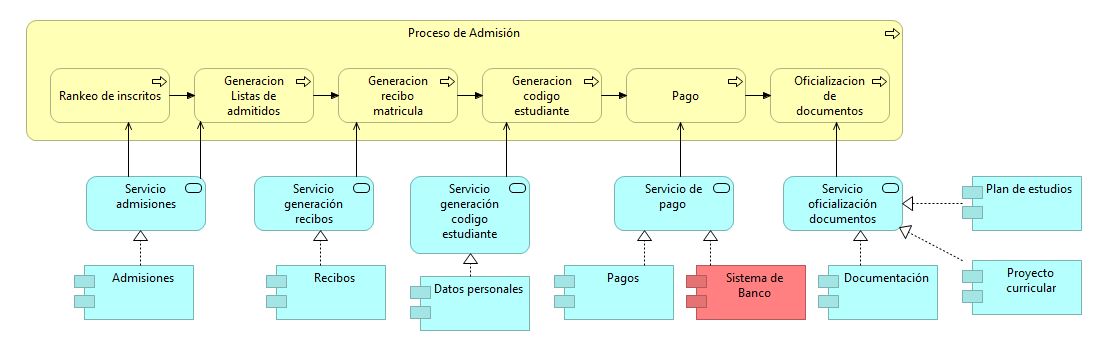 Proceso de Admisión
Rankeo de inscritos
Generacion
Listas de
admitidos
Generacion
recibo
matricula
Generacion
codigo
estudiante
Pago
Oficializacion
de
documentos
Servicio
admisiones
Servicio
generación
recibos
Servicio
generación
codigo
estudiante
Servicio de
pago
Servicio
oficialización
documentos
Plan de estudios
Admisiones
Recibos
Datos personales
Pagos
Sistema de
Banco
Documentación
Proyecto
curricular